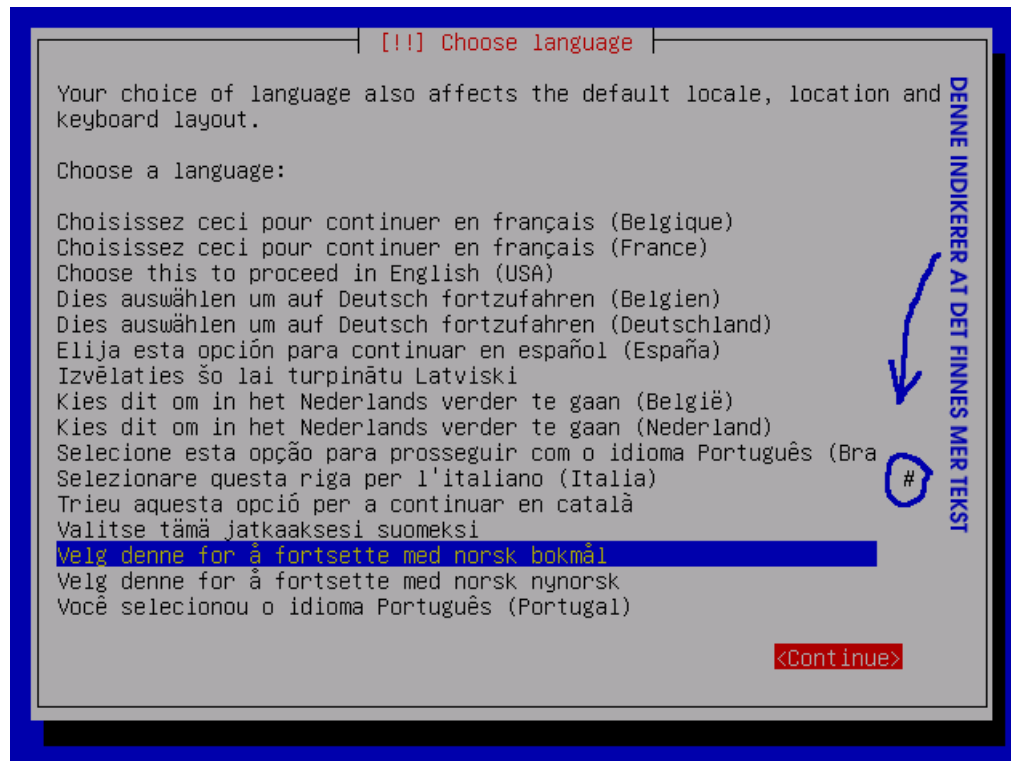 [!!] Choose language
Your choice of language also affects the default locale, location and
keyboard layout.
Choose a language:
Choisissez ceci pour continuer en français (Belgique)
Choisissez ceci pour continuer en français (France)
Choose this to proceed in English (USA)
Dies auswählen um auf Deutsch fortzufahren (Belgien)
Dies auswählen um auf Deutsch fortzufahren (Deutschland)
Elija esta opción para continuar en español (España)
Izvēlaties šo lai turpinātu Latviski
Kies dit om in het Nederlands verder te gaan (België)
Kies dit om in het Nederlands verder te gaan (Nederland)
Selecione esta opção para prosseguir com o idioma Português (Bra
Selezionare questa riga per l'italiano (Italia)
#
Trieu aquesta opció per a continuar en català
Valitse tämä jatkaaksesi suomeksi
Velg denne for å fortsette med norsk bokmål
Velg denne for å fortsette med norsk nynorsk
Você selecionou o idioma Português (Portugal)
<Continue>
DENNE INDIKERER AT DET FINNES MER TEKST